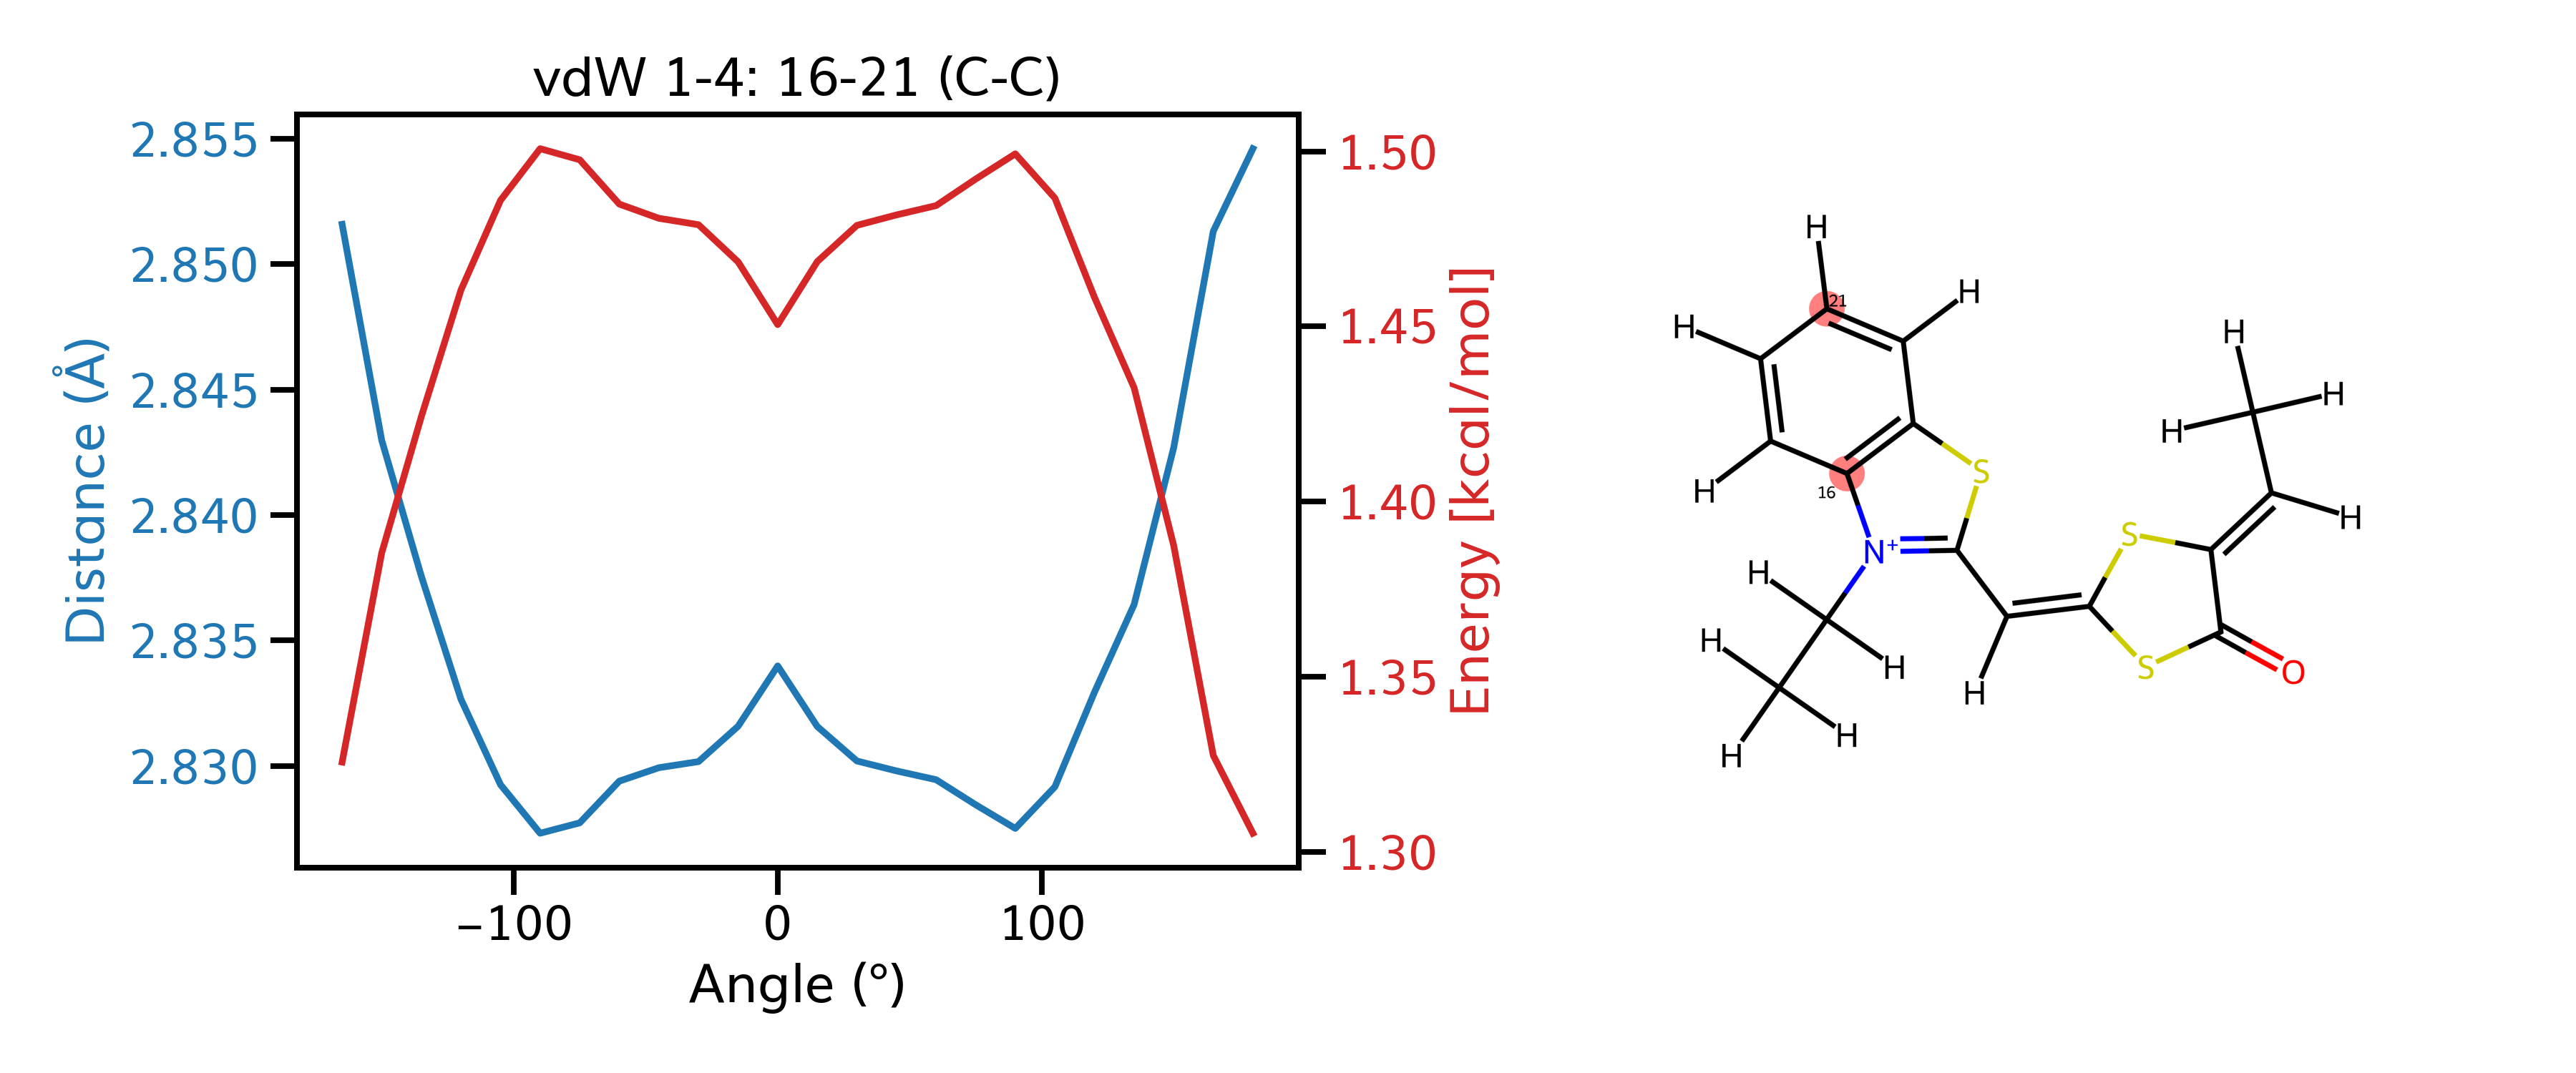 vdW 1-4: 16-21 (C-C)
2.855
2.850
2.845
2.840
2.835
2.830
Distance (Å)
1.50
1.45
1.40
1.35
1.30
Energy [kcal/mol]
−100 0 100
Angle (°)
H
H
21
H
H
H
H
H
S
H
16
S
H
N+
H
H
H
S
O
H
H
H